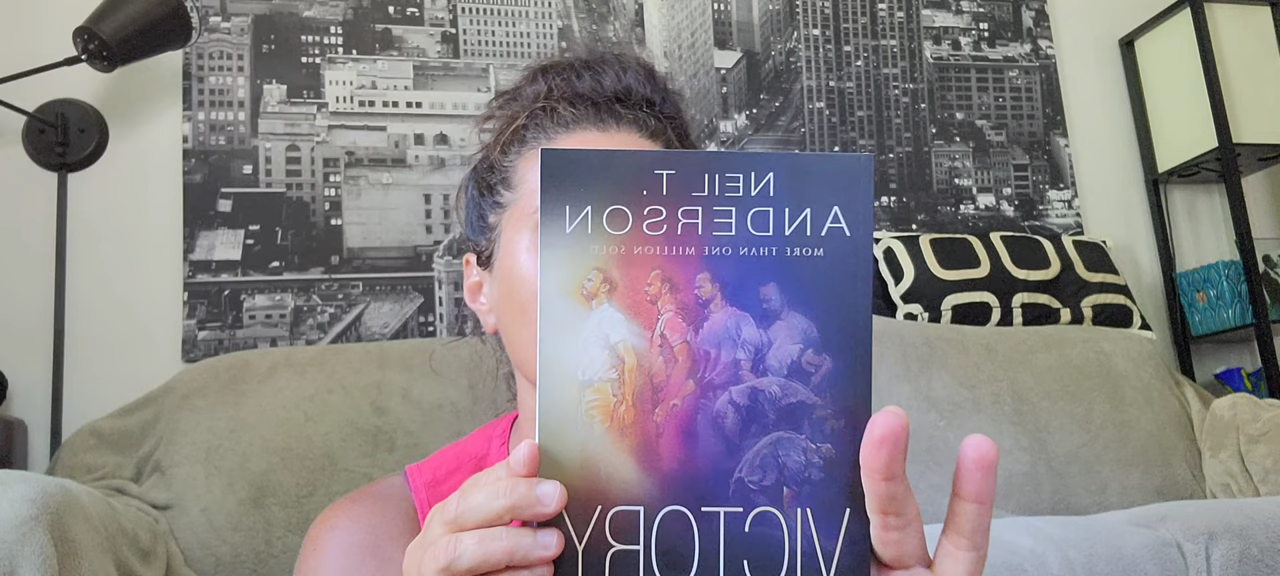 NEIL T.
ANDERSON
MORE THAN ONE MILLION SOLD
VICTORY